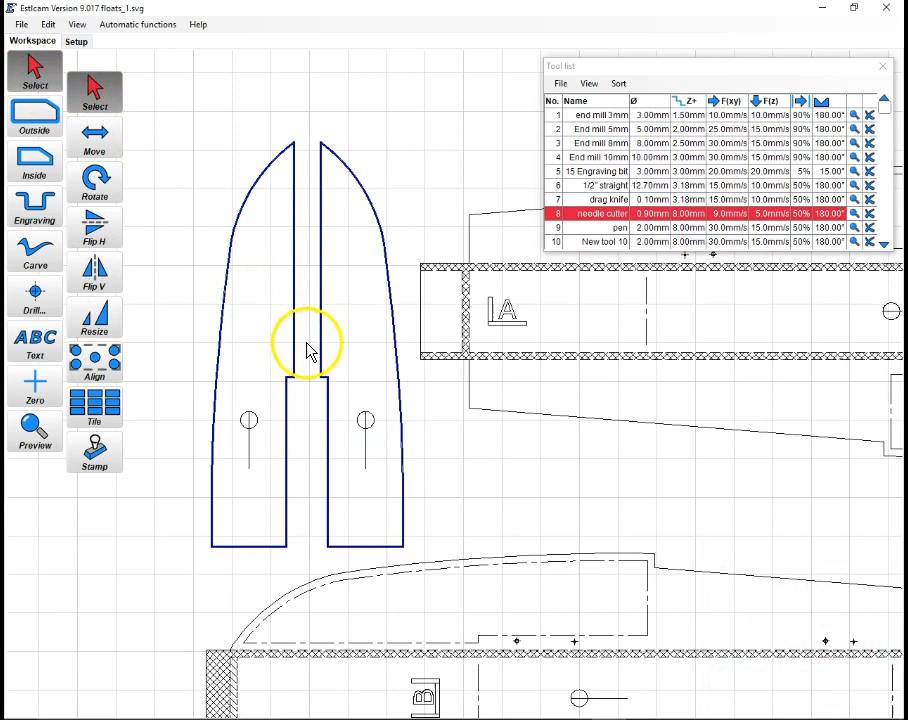 Estlcam Version 9.017 floats_1.svg
File Edit View Automatic functions Help
Workspace Setup
Select
Outside
Inside
Engraving
Carve
Drill...
ABC
Text
Zero
Preview
Select
Move
Rotate
Flip H
Flip V
Resize
Align
Tile
Stamp
Tool list
File View Sort
No. Name Ø Z+ F(xy) F(z)
1 end mill 3mm 3.00mm 1.50mm 10.0mm/s 10.0mm/s 90% 180.00°
2 End mill 5mm 5.00mm 2.00mm 25.0mm/s 15.0mm/s 90% 180.00°
3 End mill 8mm 8.00mm 2.50mm 30.0mm/s 15.0mm/s 90% 180.00°
4 End mill 10mm 10.00mm 3.00mm 30.0mm/s 15.0mm/s 90% 180.00°
5 15 Engraving bit 6.00mm 3.00mm 20.0mm/s 20.0mm/s 5% 15.00°
6 1/2" straight 12.70mm 3.18mm 15.0mm/s 10.0mm/s 50% 180.00°
7 drag knife 0.10mm 3.18mm 15.0mm/s 10.0mm/s 50% 180.00°
8 needle cutter 0.90mm 8.00mm 9.0mm/s 5.0mm/s 50% 180.00°
9 pen 2.00mm 8.00mm 30.0mm/s 15.0mm/s 50% 180.00°
10 New tool 10 2.00mm 8.00mm 30.0mm/s 15.0mm/s 50% 180.00°
A
B